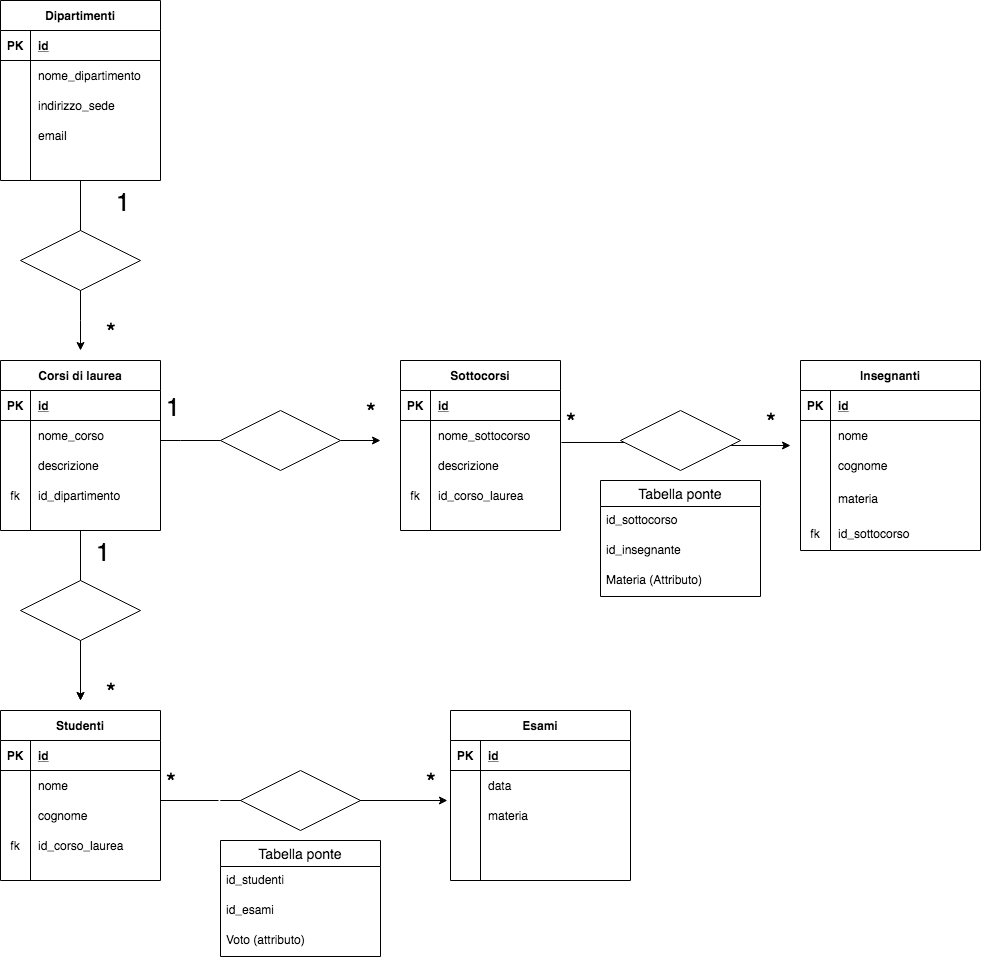 Dipartimenti
PK id
nome_dipartimento
indirizzo_sede
email
1
*
Corsi di laurea
PK id
nome_corso
descrizione
fk id_dipartimento
1
*
Sottocorsi
PK id
nome_sottocorso
descrizione
fk id_corso_laurea
*
*
Tabella ponte
id_sottocorso
id_insegnante
Materia (Attributo)
Insegnanti
PK id
nome
cognome
materia
fk id_sottocorso
1
*
Studenti
PK id
nome
cognome
fk id_corso_laurea
*
*
Tabella ponte
id_studenti
id_esami
Voto (attributo)
Esami
PK id
data
materia